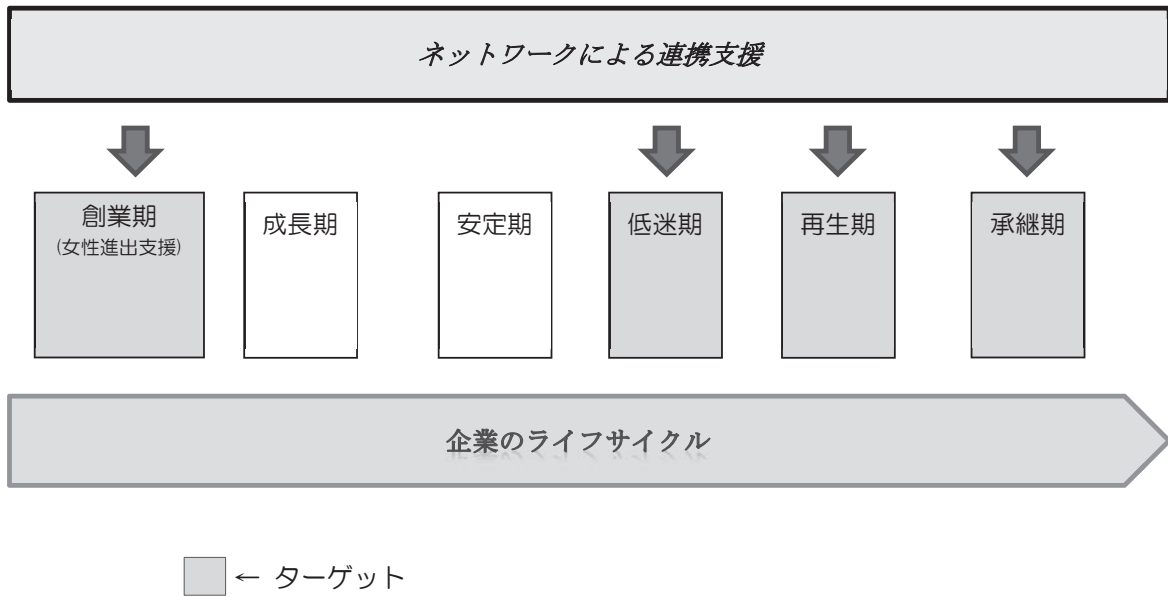 ネットワークによる連携支援
創業期
(女性進出支援)
成長期
安定期
低迷期
再生期
承継期
企業のライフサイクル
← ターゲット